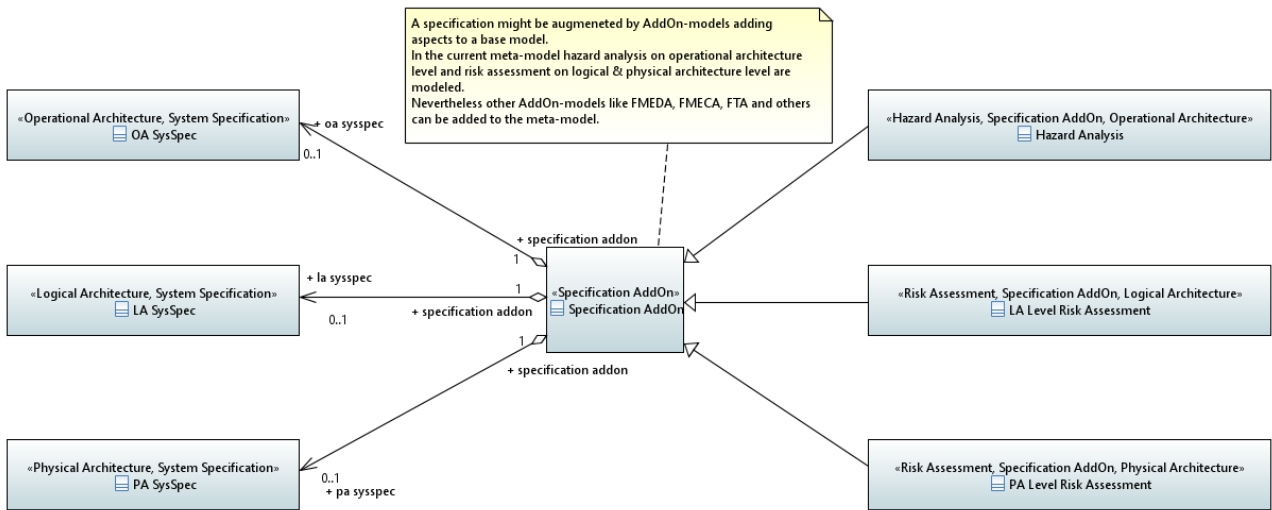 A specification might be augmeneted by AddOn-models adding
aspects to a base model.
In the current meta-model hazard analysis on operational architecture
level and risk assessment on logical & physical architecture level are
modeled.
Nevertheless other AddOn-models like FMEDA, FMECA, FTA and others
can be added to the meta-model.
«Operational Architecture, System Specification»
OA SysSpec
+ oa sysspec
0..1
«Hazard Analysis, Specification AddOn, Operational Architecture»
Hazard Analysis
+ specification addon
1
«Logical Architecture, System Specification»
LA SysSpec
+ la sysspec
0..1
1
+ specification addon
«Specification AddOn»
Specification AddOn
«Risk Assessment, Specification AddOn, Logical Architecture»
LA Level Risk Assessment
1
+ specification addon
«Physical Architecture, System Specification»
PA SysSpec
0..1
+ pa sysspec
«Risk Assessment, Specification AddOn, Physical Architecture»
PA Level Risk Assessment